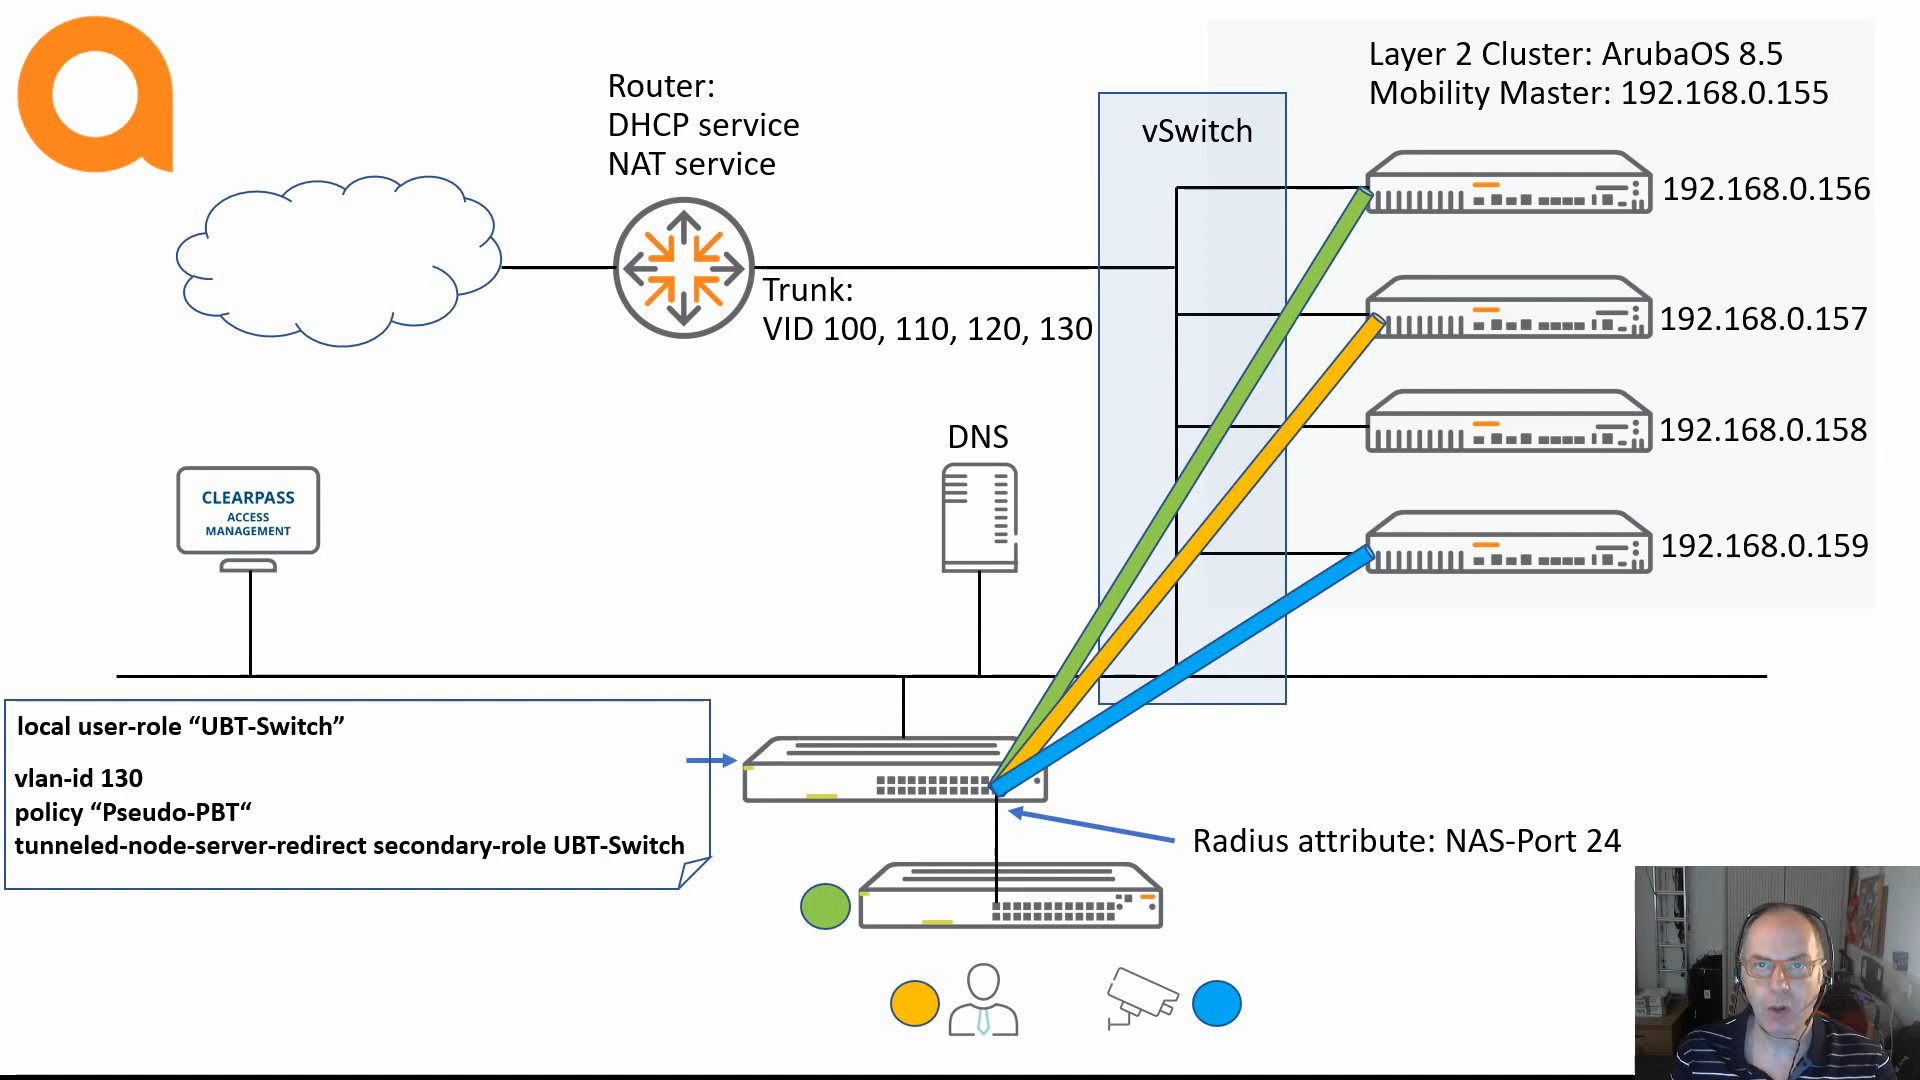 Layer 2 Cluster: ArubaOS 8.5
Mobility Master: 192.168.0.155
Router:
DHCP service
NAT service
vSwitch
192.168.0.156
Trunk:
VID 100, 110, 120, 130
192.168.0.157
DNS
192.168.0.158
CLEARPASS
ACCESS
MANAGEMENT
192.168.0.159
local user-role “UBT-Switch”
vlan-id 130
policy “Pseudo-PBT“
tunneled-node-server-redirect secondary-role UBT-Switch
Radius attribute: NAS-Port 24